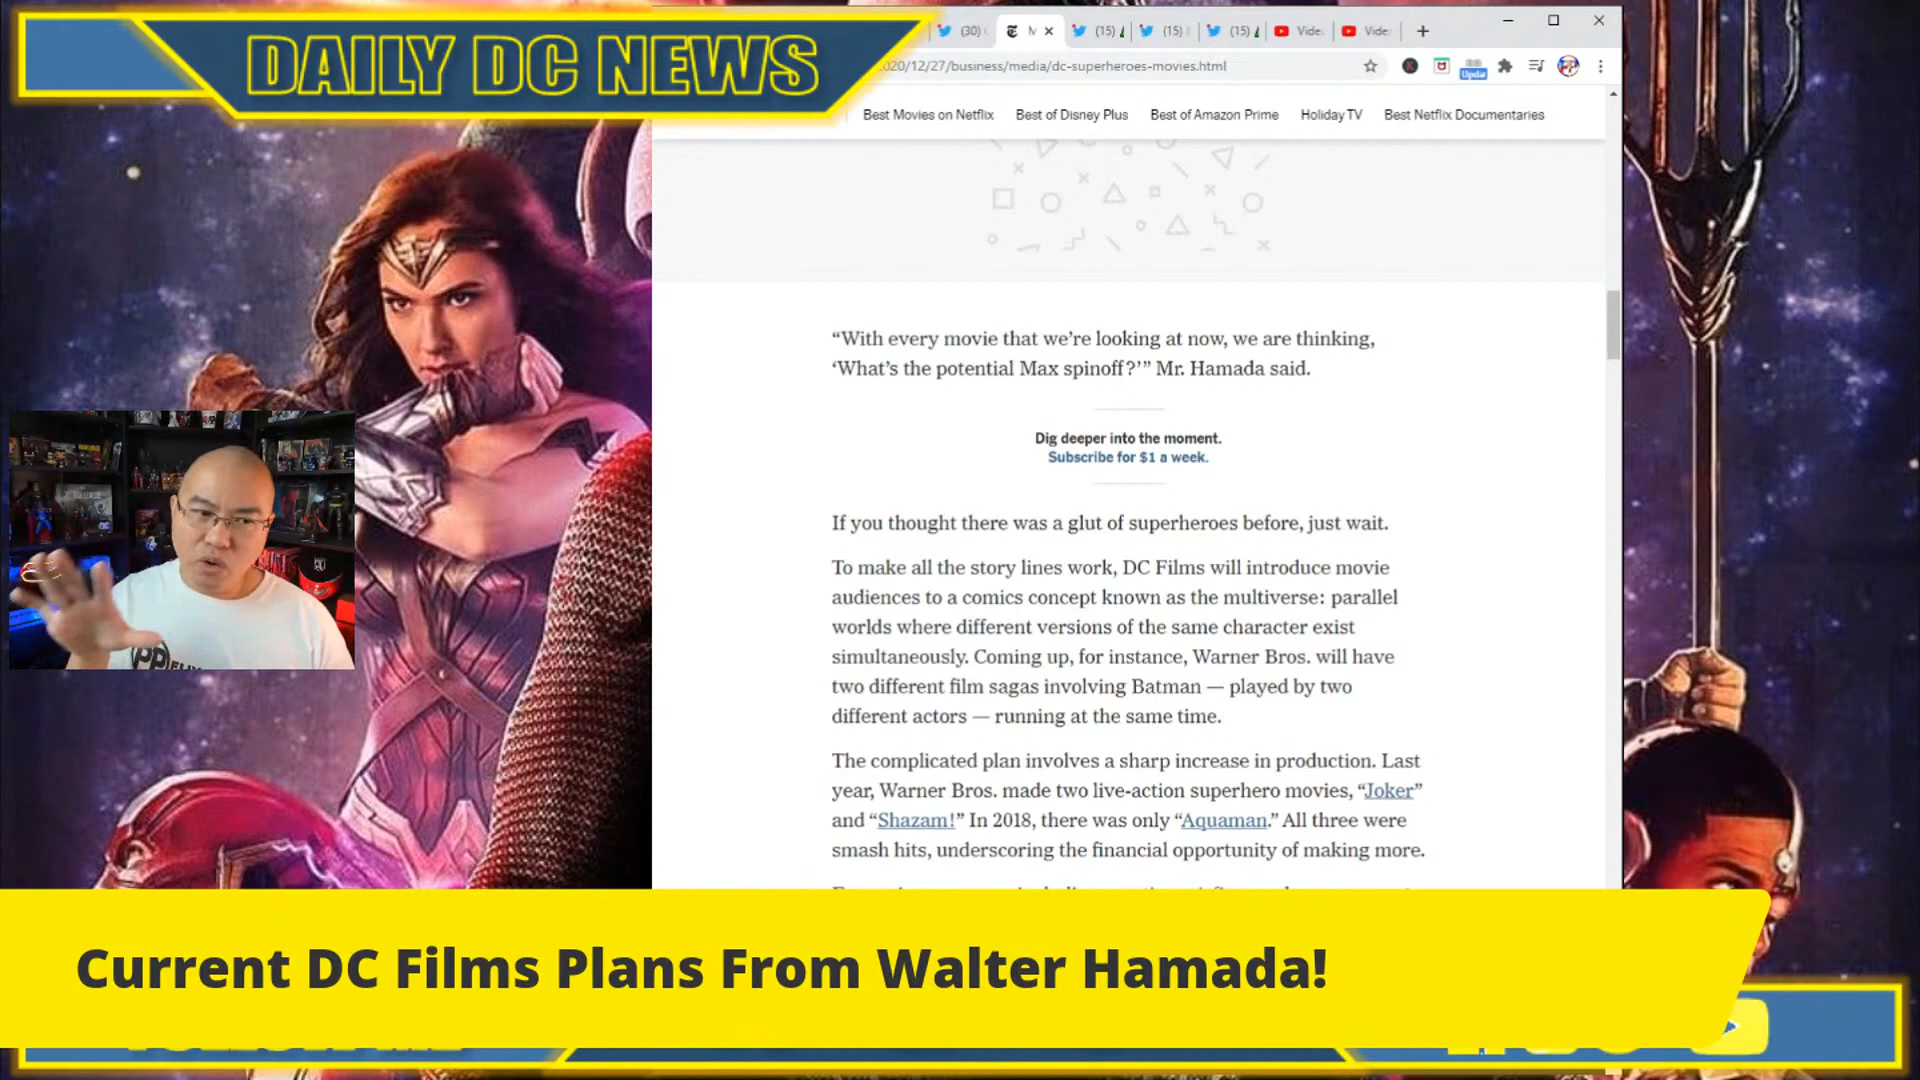 DAILY DC NEWS
(30)
(15)
(15)
(15)
Vide
Vide
020/12/27/business/media/dc-superheroes-movies.html
Updat
Best Movies on Netflix Best of Disney Plus Best of Amazon Prime Holiday TV Best Netflix Documentaries
“With every movie that we’re looking at now, we are thinking,
‘What’s the potential Max spinoff?’” Mr. Hamada said.
Dig deeper into the moment.
Subscribe for $1 a week.
If you thought there was a glut of superheroes before, just wait.
To make all the story lines work, DC Films will introduce movie
audiences to a comics concept known as the multiverse: parallel
worlds where different versions of the same character exist
simultaneously. Coming up, for instance, Warner Bros. will have
two different film sagas involving Batman — played by two
different actors — running at the same time.
The complicated plan involves a sharp increase in production. Last
year, Warner Bros. made two live-action superhero movies, “Joker”
and “Shazam!” In 2018, there was only “Aquaman.” All three were
smash hits, underscoring the financial opportunity of making more.
Current DC Films Plans From Walter Hamada!